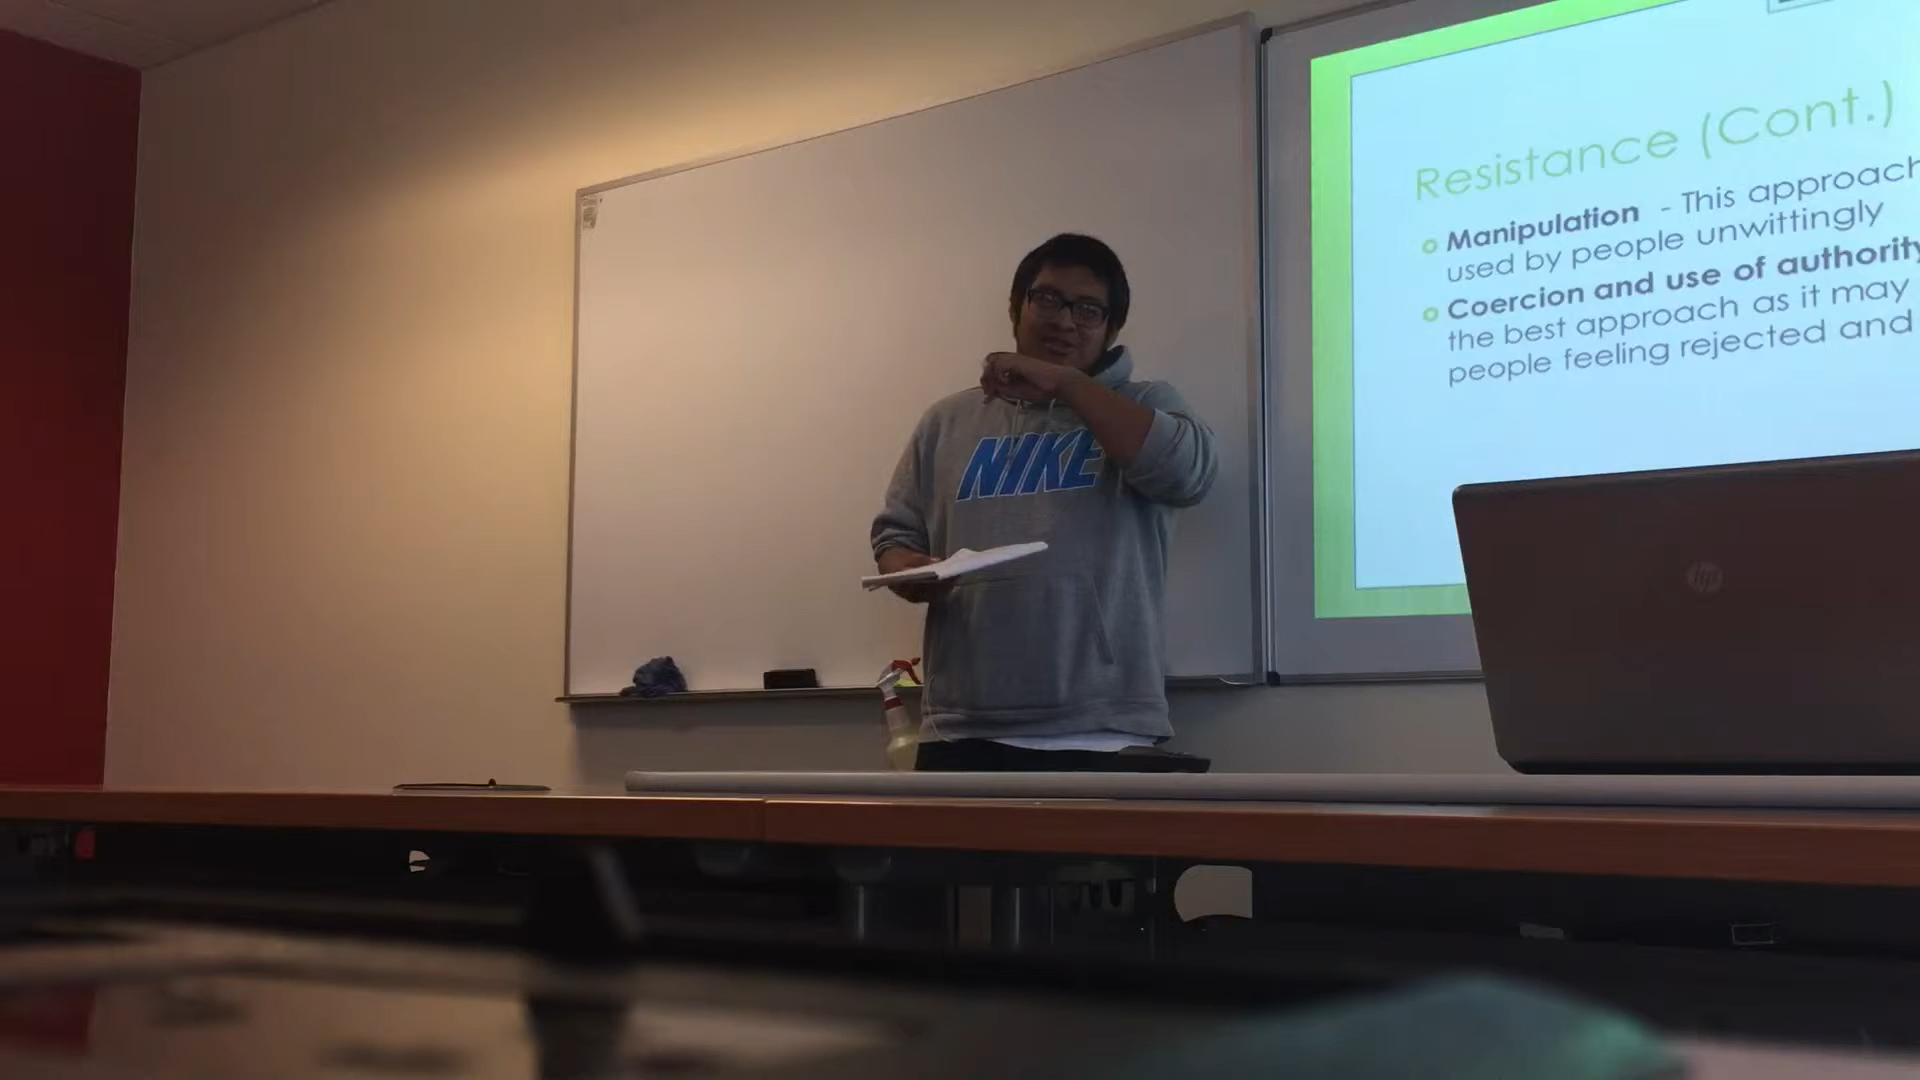 Resistance (Cont.)
Manipulation - This approach
used by people unwittingly
Coercion and use of authority
the best approach as it may
people feeling rejected and
NIKE
hp